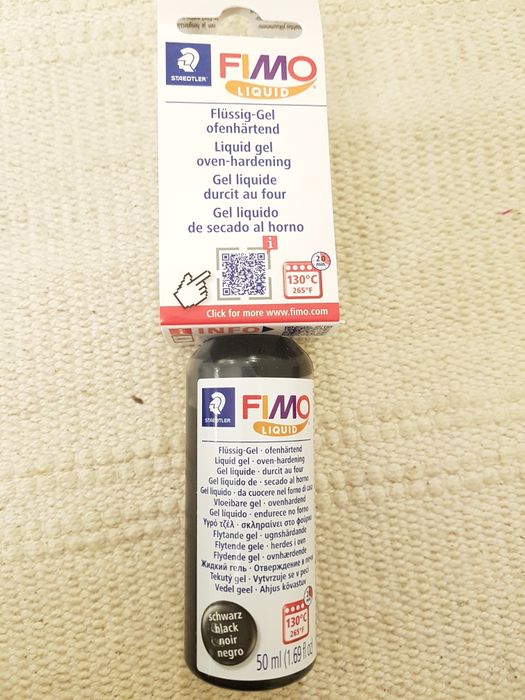 STAEDTLER
FIMO
LIQUID
Flüssig-Gel
ofenhärtend
Liquid gel
oven-hardening
Gel liquide
durcit au four
Gel liquido
de secado al horno
i
20
min.
130°C
265°F
Click for more www.fimo.com
INFO
STAEDTLER
FIMO
LIQUID
Flüssig-Gel · ofenhärtend
Liquid gel · oven-hardening
Gel liquide · durcit au four
Gel liquido de · secado al horno
Gel liquido · da cuocere nel forno di casa
Vloeibare gel · ovenhardend
Gel líquido · endurece no forno
Υγρό τζέλ · σκληραίνει στο φούρνο
Flytande gel · ugnshärdande
Flytende gele · herdes i ovn
Flydende gel · ovnhærdende
Жидкий гель · Отверждение в печи
Tekutý gel · Vytvrzuje se v peci
Vedel geel · Ahjus kõvastuv
schwarz
black
noir
negro
130°C
265°F
50 ml (1.69 fl oz)